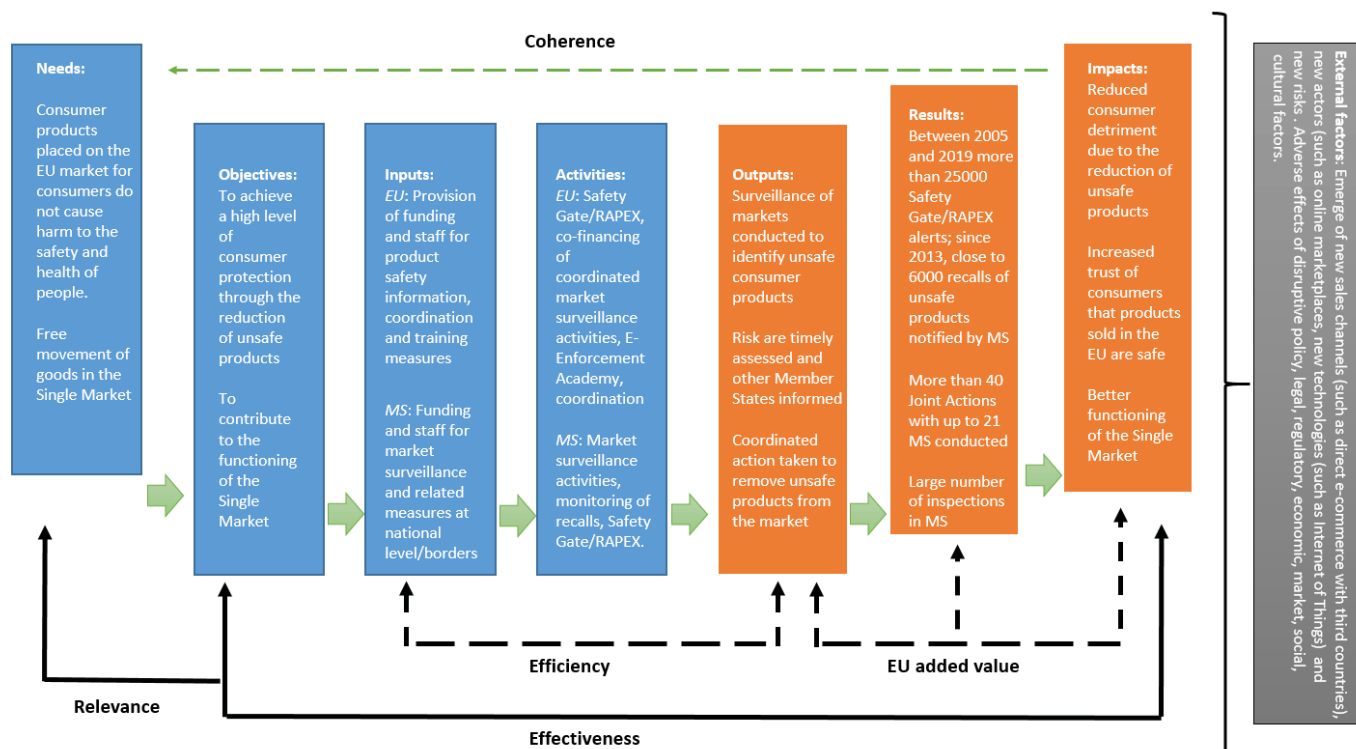 Coherence
Needs:
Consumer
products
placed on the
EU market for
consumers do
not cause
harm to the
safety and
health of
people.
Free
movement of
goods in the
Single Market
Objectives:
To achieve
a high level
of
consumer
protection
through the
reduction
of unsafe
products
To
contribute
to the
functioning
of the
Single
Market
Inputs:
EU: Provision
of funding
and staff for
product
safety
information,
coordination
and training
measures
MS: Funding
and staff for
market
surveillance
and related
measures at
national
level/borders
Activities:
EU: Safety
Gate/RAPEX,
co-financing
of
coordinated
market
surveillance
activities, E-
Enforcement
Academy,
coordination
MS: Market
surveillance
activities,
monitoring of
recalls, Safety
Gate/RAPEX.
Outputs:
Surveillance of
markets
conducted to
identify unsafe
consumer
products
Risk are timely
assessed and
other Member
States informed
Coordinated
action taken to
remove unsafe
products from
the market
Results:
Between 2005
and 2019 more
than 25000
Safety
Gate/RAPEX
alerts; since
2013, close to
6000 recalls of
unsafe
products
notified by MS
More than 40
Joint Actions
with up to 21
MS conducted
Large number
of inspections
in MS
Impacts:
Reduced
consumer
detriment
due to the
reduction of
unsafe
products
Increased
trust of
consumers
that products
sold in the
EU are safe
Better
functioning
of the Single
Market
External factors: Emerge of new sales channels (such as direct e-commerce with third countries),
new actors (such as online marketplaces, new technologies (such as Internet of Things)  and
new risks . Adverse effects of disruptive policy, legal, regulatory, economic, market, social,
cultural factors.
Efficiency
EU added value
Relevance
Effectiveness